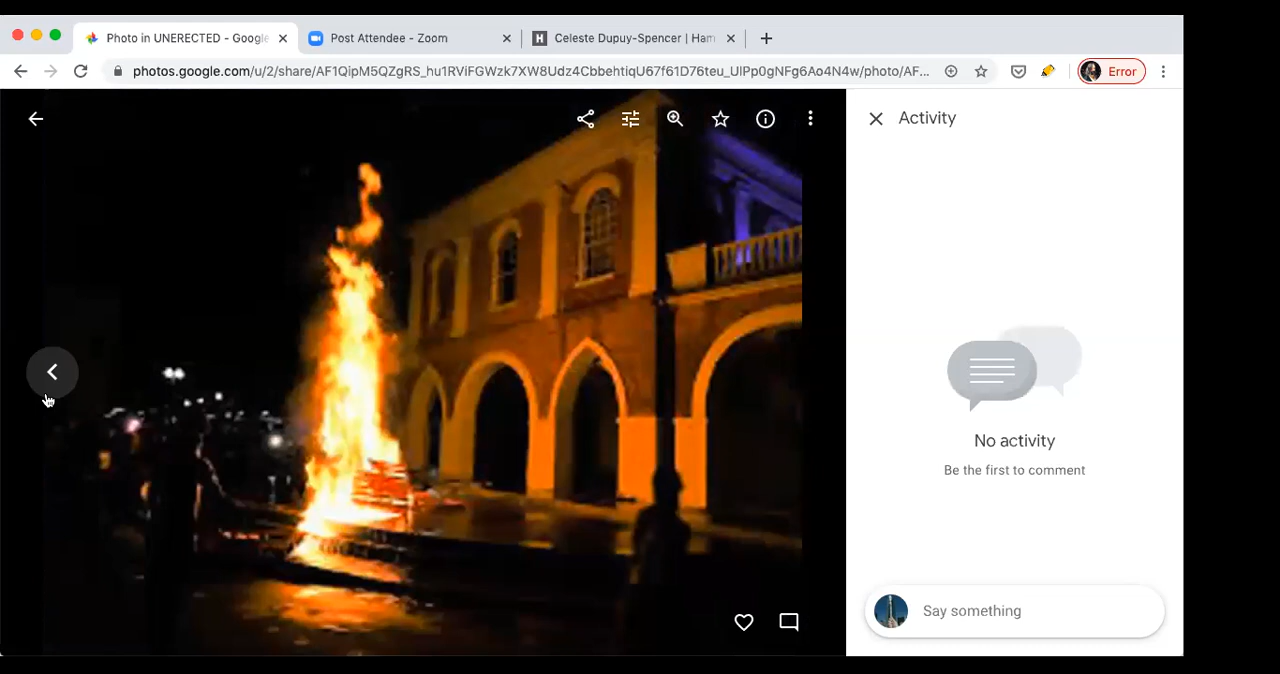 Photo in UNERECTED - Google
Post Attendee - Zoom
Celeste Dupuy-Spencer | Ham
photos.google.com/u/2/share/AF1QipM5QZgRS_hu1RViFGWzk7XW8Udz4CbbehtiqU67f61D76teu_UlPp0gNFg6Ao4N4w/photo/AF...
Error
Activity
No activity
Be the first to comment
Say something